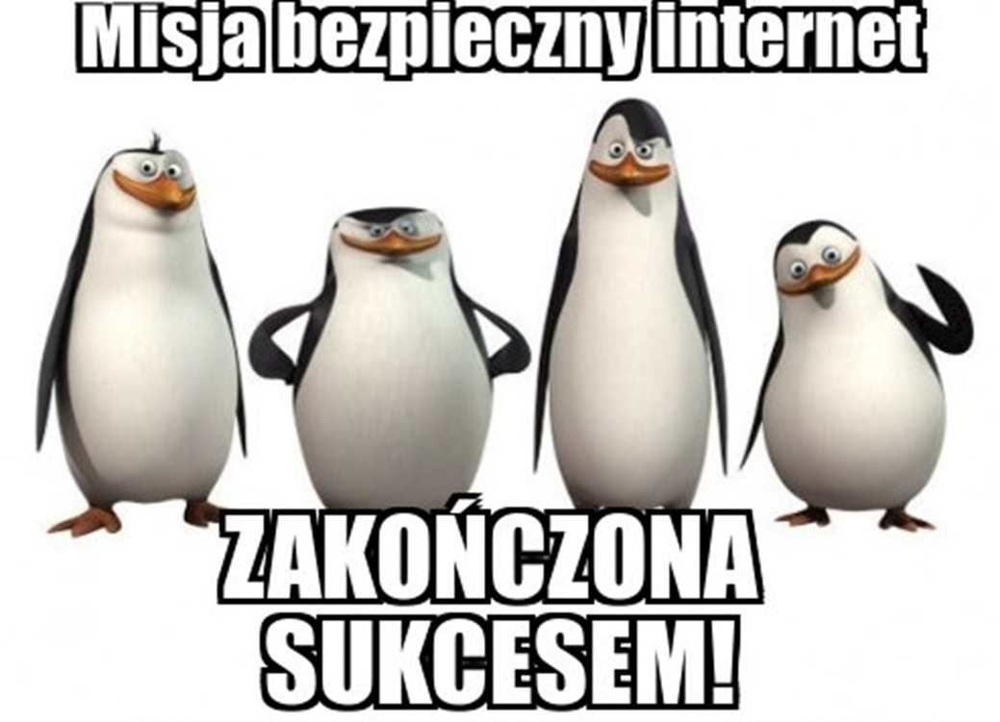 Misja bezpieczny internet
ZAKOŃCZONA
SUKCESEM!